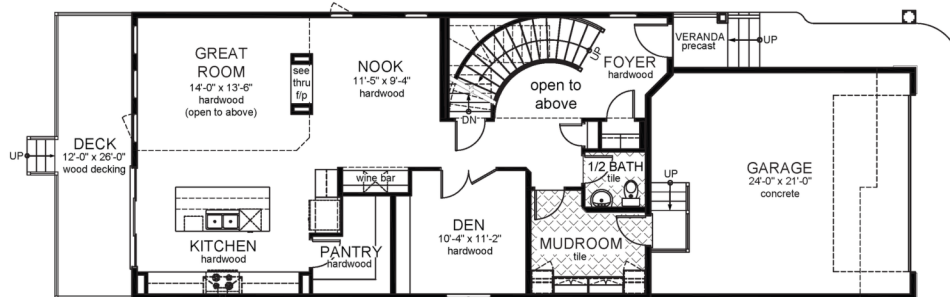 GREAT
ROOM
14'-0" x 13'-6"
hardwood
(open to above)
see
thru
f/p
NOOK
11'-5" x 9'-4"
hardwood
UP
DN
open to
above
FOYER
hardwood
VERANDA
precast
UP
DECK
12'-0" x 26'-0"
wood decking
UP
wine bar
KITCHEN
hardwood
PANTRY
hardwood
DEN
10'-4" x 11'-2"
hardwood
1/2 BATH
tile
MUDROOM
tile
UP
GARAGE
24'-0" x 21'-0"
concrete